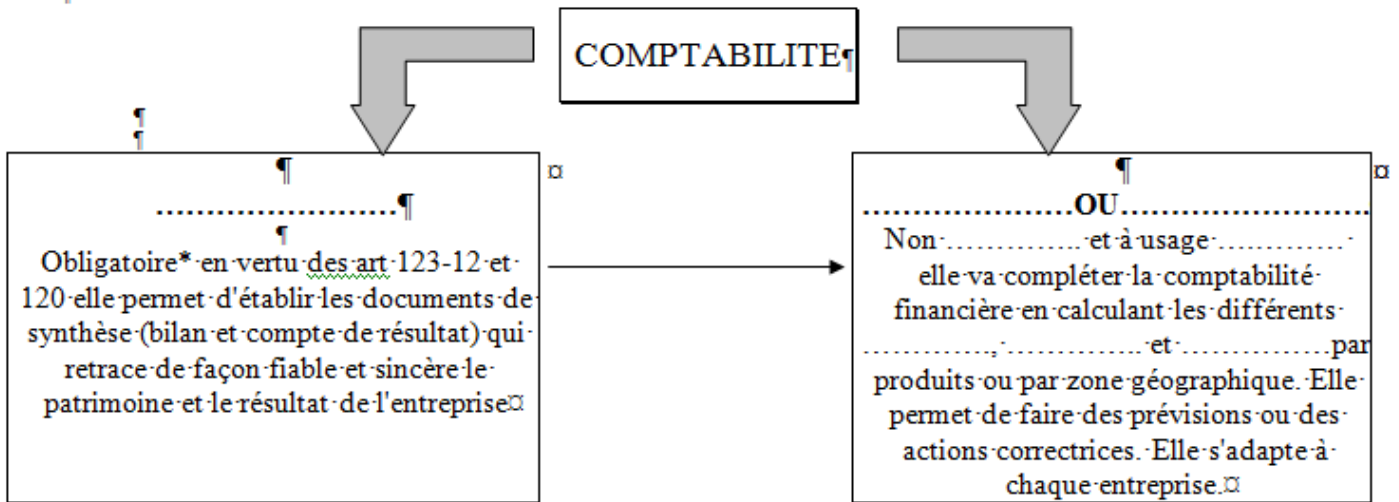 COMPTABILITE¶
¶
¶
¶
……………………¶
¶
Obligatoire* en vertu des art 123-12 et
120 elle permet d'établir les documents de
synthèse (bilan et compte de résultat) qui
retrace de façon fiable et sincère le
patrimoine et le résultat de l'entreprise¤
¤
¶
…………………OU…………………….
Non ………….. et à usage ………….
elle va compléter la comptabilité
financière en calculant les différents
…………., ………….. et ……………par
produits ou par zone géographique. Elle
permet de faire des prévisions ou des
actions correctrices. Elle s'adapte à
chaque entreprise.¤
¤